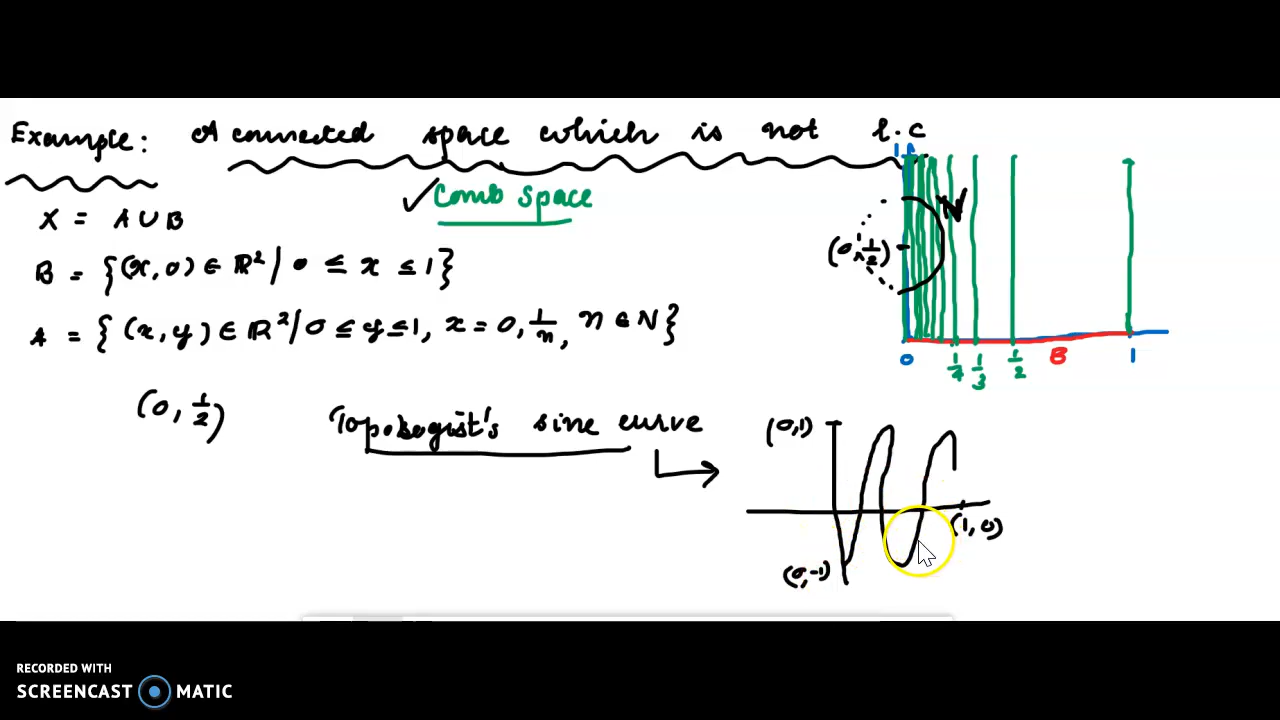 Example: A connected space which is not l.c
Comb space
X = A ∪ B
B = {(x, 0) ∈ R² / 0 ≤ x ≤ 1}
A = {(x, y) ∈ R² / 0 ≤ y ≤ 1, x = 0, 1/n, n ∈ N}
(0, 1/2)
1
N
(0, 1/2)
0 1/4 1/3 1/2 B 1
Topologist's sine curve
(0,1)
(1, 0)
(0,-1)
RECORDED WITH
SCREENCAST MATIC